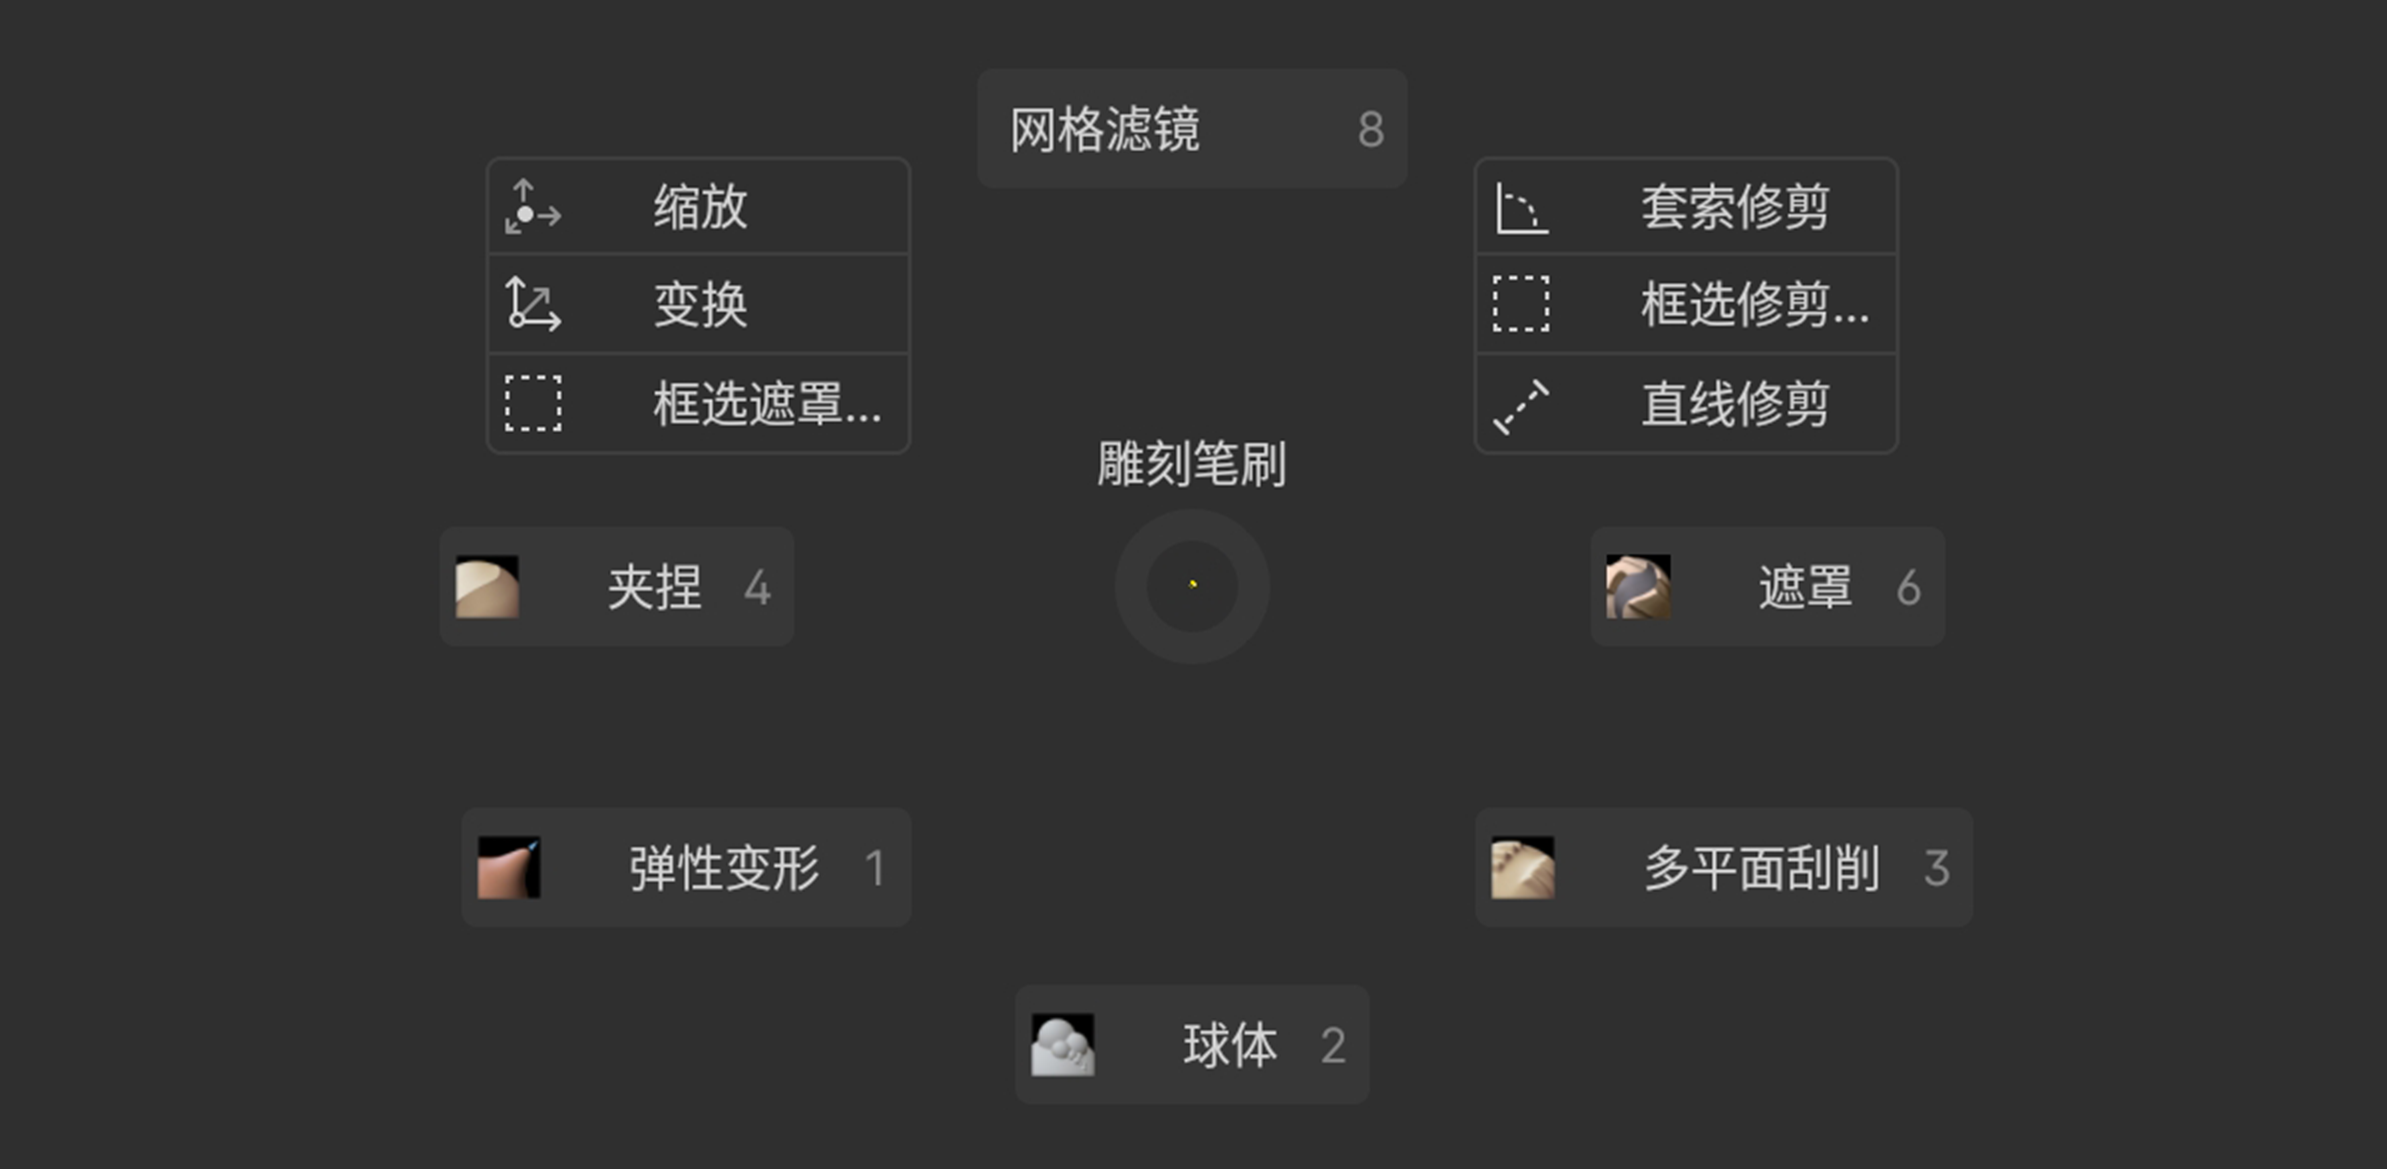 网格滤镜 8
缩放
变换
框选遮罩...
套索修剪
框选修剪...
直线修剪
雕刻笔刷
夹捏 4
遮罩 6
弹性变形 1
多平面刮削 3
球体 2